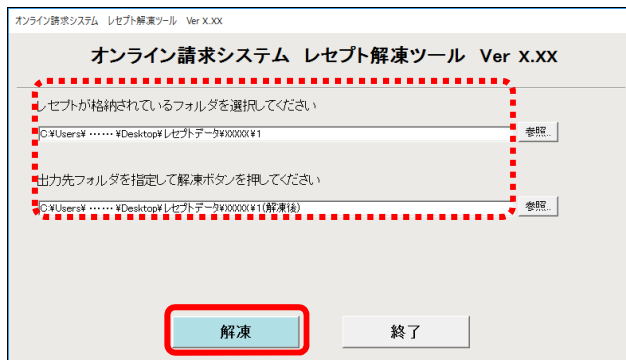 オンライン請求システム　レセプト解凍ツール　Ver X.XX
オンライン請求システム　レセプト解凍ツール　Ver X.XX
レセプトが格納されているフォルダを選択してください
C:¥Users¥ ‥‥‥ ¥Desktop¥レセプトデータ¥XXXXX¥1
参照...
出力先フォルダを指定して解凍ボタンを押してください
C:¥Users¥ ‥‥‥ ¥Desktop¥レセプトデータ¥XXXXX¥1(解凍後)
参照...
解凍
終了